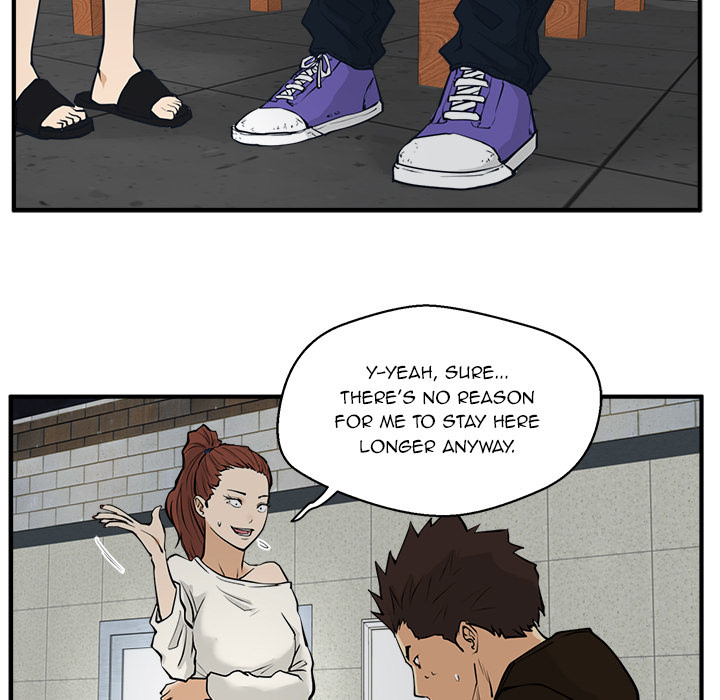 Y-YEAH, SURE...
THERE'S NO REASON
FOR ME TO STAY HERE
LONGER ANYWAY.